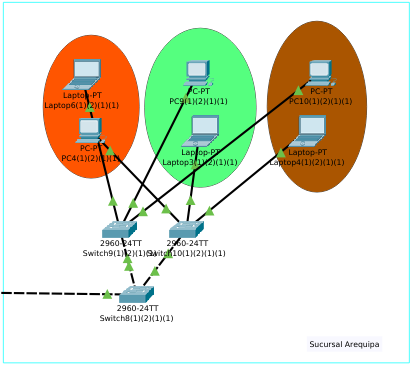 Laptop-PT
Laptop6(1)(2)(1)(1)
PC-PT
PC4(1)(2)(1)(1)
PC-PT
PC9(1)(2)(1)(1)
Laptop-PT
Laptop3(1)(2)(1)(1)
PC-PT
PC10(1)(2)(1)(1)
Laptop-PT
Laptop4(1)(2)(1)(1)
2960-24TT
Switch9(1)(2)(1)(1)
2960-24TT
Switch10(1)(2)(1)(1)
2960-24TT
Switch8(1)(2)(1)(1)
Sucursal Arequipa